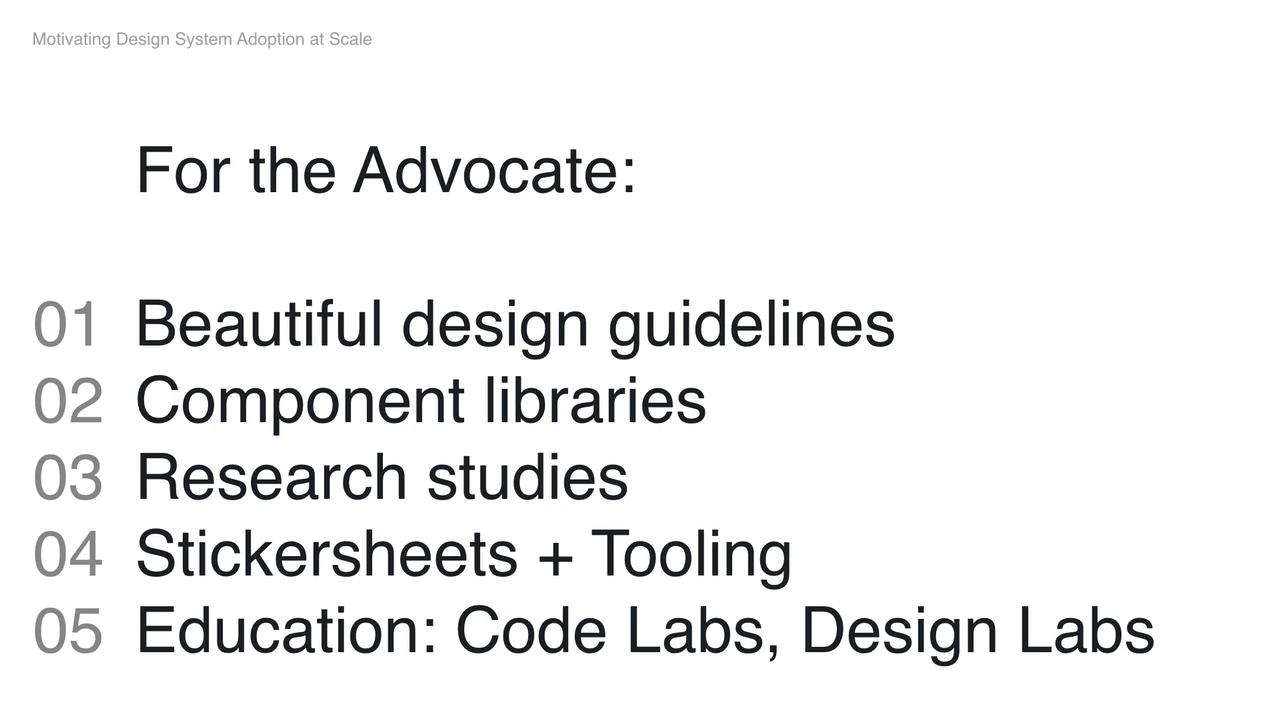 Motivating Design System Adoption at Scale
For the Advocate:
01 Beautiful design guidelines
02 Component libraries
03 Research studies
04 Stickersheets + Tooling
05 Education: Code Labs, Design Labs